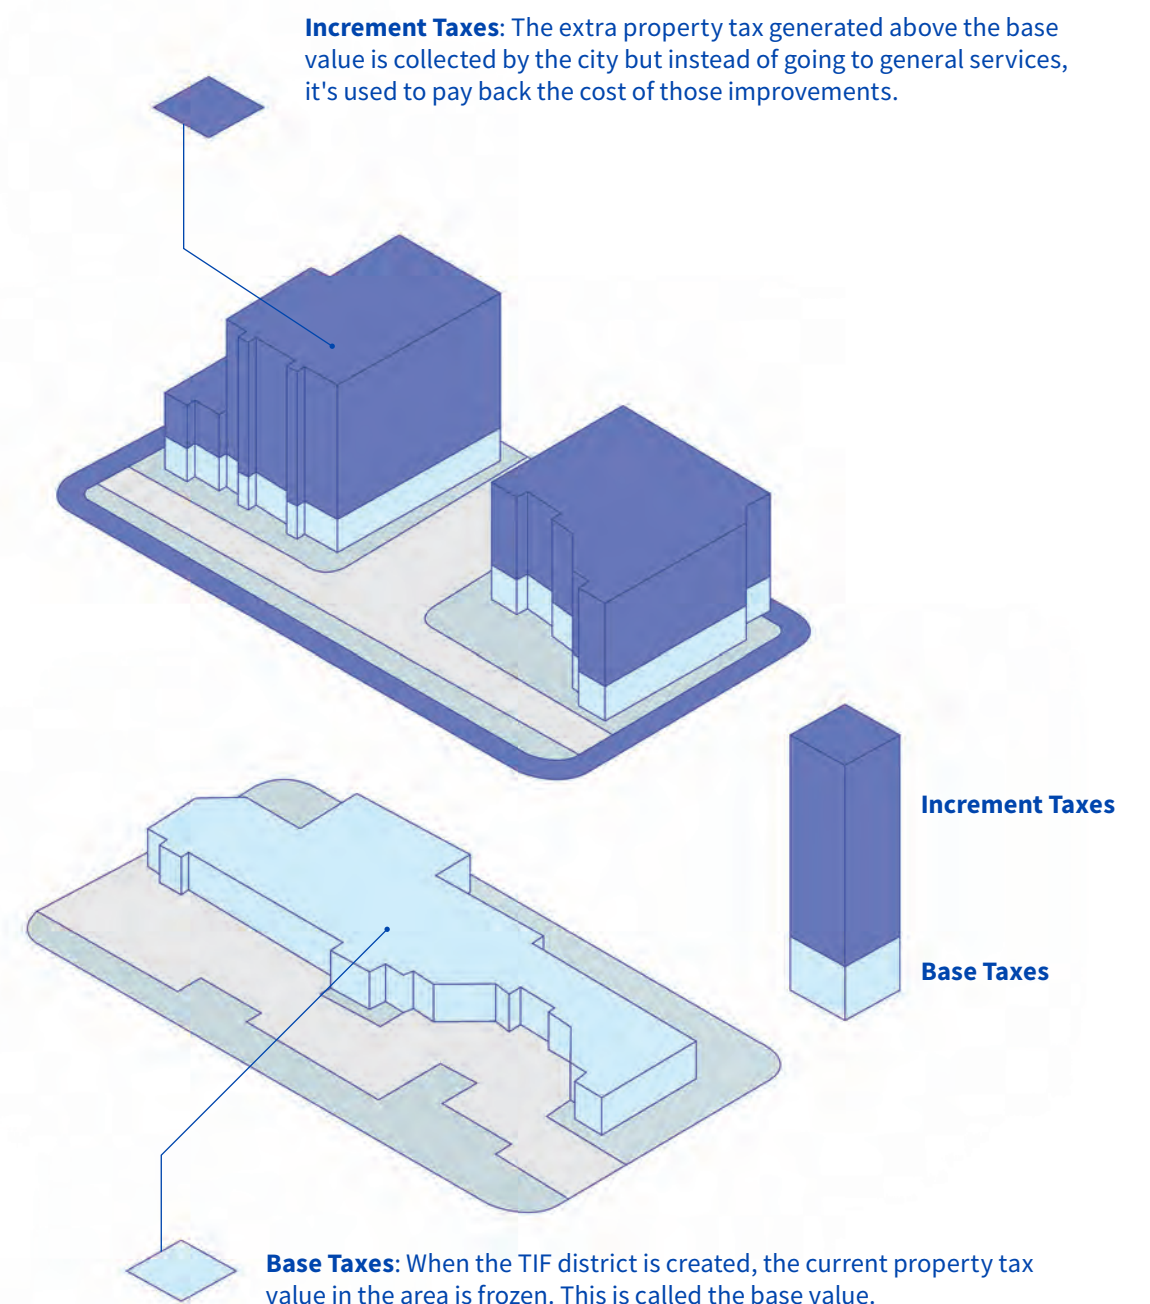 Increment Taxes: The extra property tax generated above the base
value is collected by the city but instead of going to general services,
it's used to pay back the cost of those improvements.
Increment Taxes
Base Taxes
Base Taxes: When the TIF district is created, the current property tax
value in the area is frozen. This is called the base value.